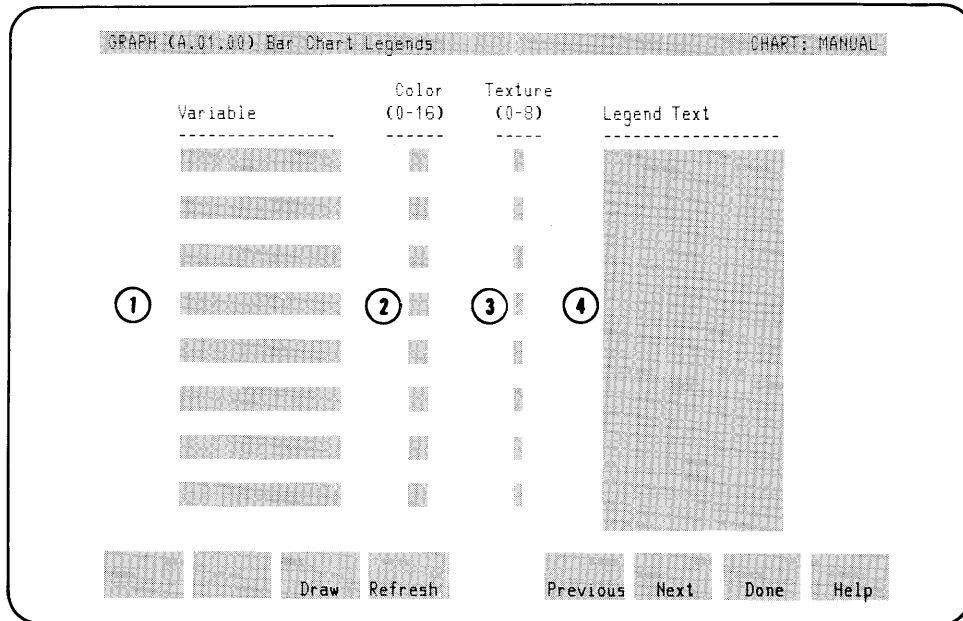 GRAPH (A.01.00) Bar Chart Legends CHART: MANUAL
Color Texture
Variable (0-16) (0-8) Legend Text
---------------- ------ ----- ------------------
1 2 3 4
Draw Refresh Previous Next Done Help